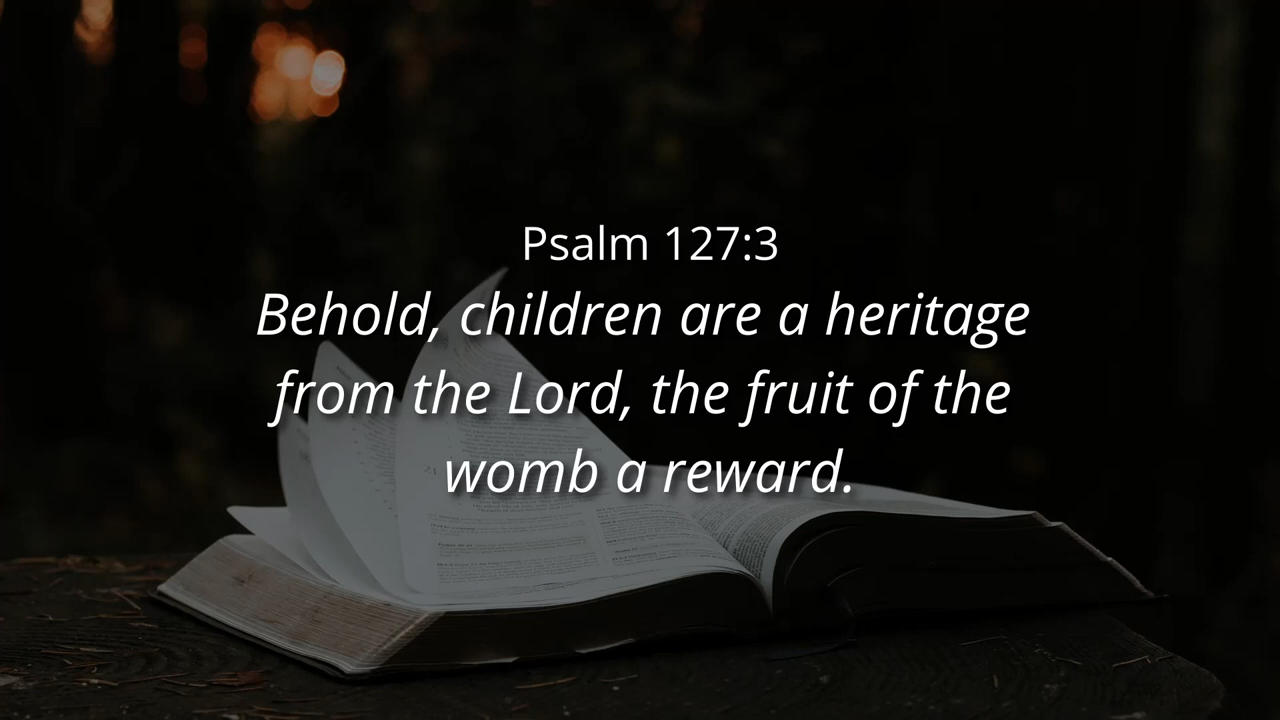 Psalm 127:3
Behold, children are a heritage
from the Lord, the fruit of the
womb a reward.